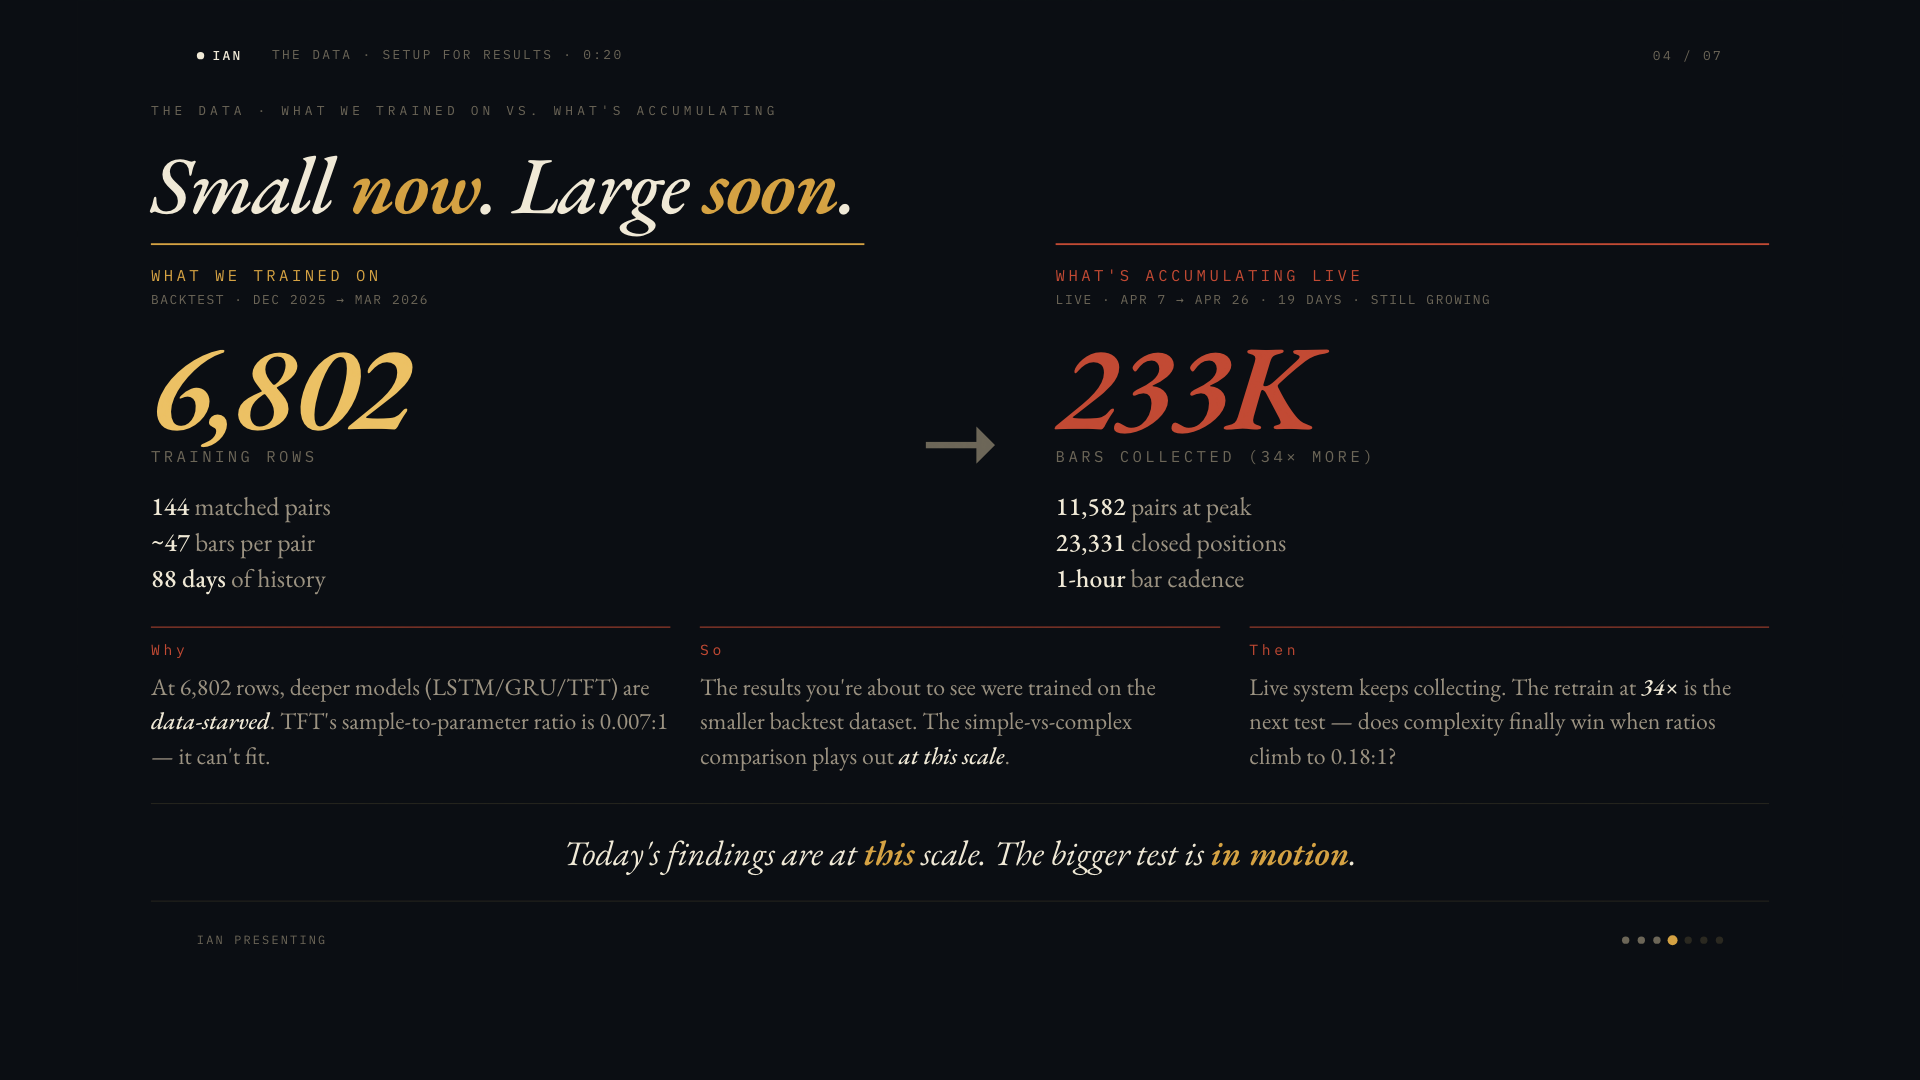 IAN
THE DATA · SETUP FOR RESULTS · 0:20
04 / 07
THE DATA · WHAT WE TRAINED ON VS. WHAT'S ACCUMULATING
Small now. Large soon.
WHAT WE TRAINED ON
BACKTEST · DEC 2025 → MAR 2026
6,802
TRAINING ROWS
144 matched pairs
~47 bars per pair
88 days of history
WHAT'S ACCUMULATING LIVE
LIVE · APR 7 → APR 26 · 19 DAYS · STILL GROWING
233K
BARS COLLECTED (34× MORE)
11,582 pairs at peak
23,331 closed positions
1-hour bar cadence
Why
At 6,802 rows, deeper models (LSTM/GRU/TFT) are
data-starved. TFT's sample-to-parameter ratio is 0.007:1
— it can't fit.
So
The results you're about to see were trained on the
smaller backtest dataset. The simple-vs-complex
comparison plays out at this scale.
Then
Live system keeps collecting. The retrain at 34× is the
next test — does complexity finally win when ratios
climb to 0.18:1?
Today's findings are at this scale. The bigger test is in motion.
IAN PRESENTING